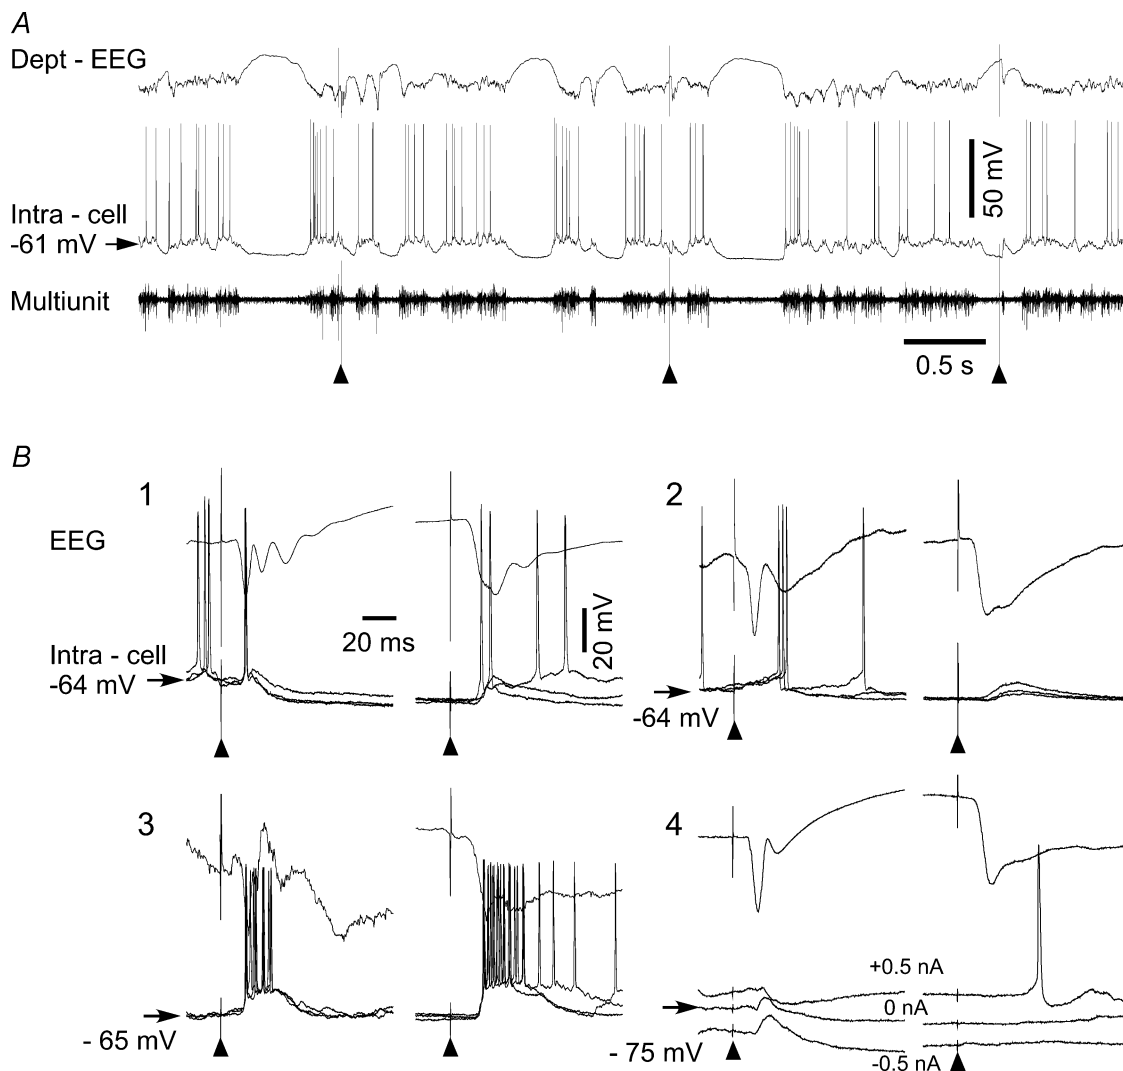 A
Dept - EEG
50 mV
Intra - cell
-61 mV
Multiunit
0.5 s
B
1
2
EEG
20 ms
20 mV
Intra - cell
-64 mV
-64 mV
3
4
+0.5 nA
0 nA
- 65 mV
- 75 mV
-0.5 nA